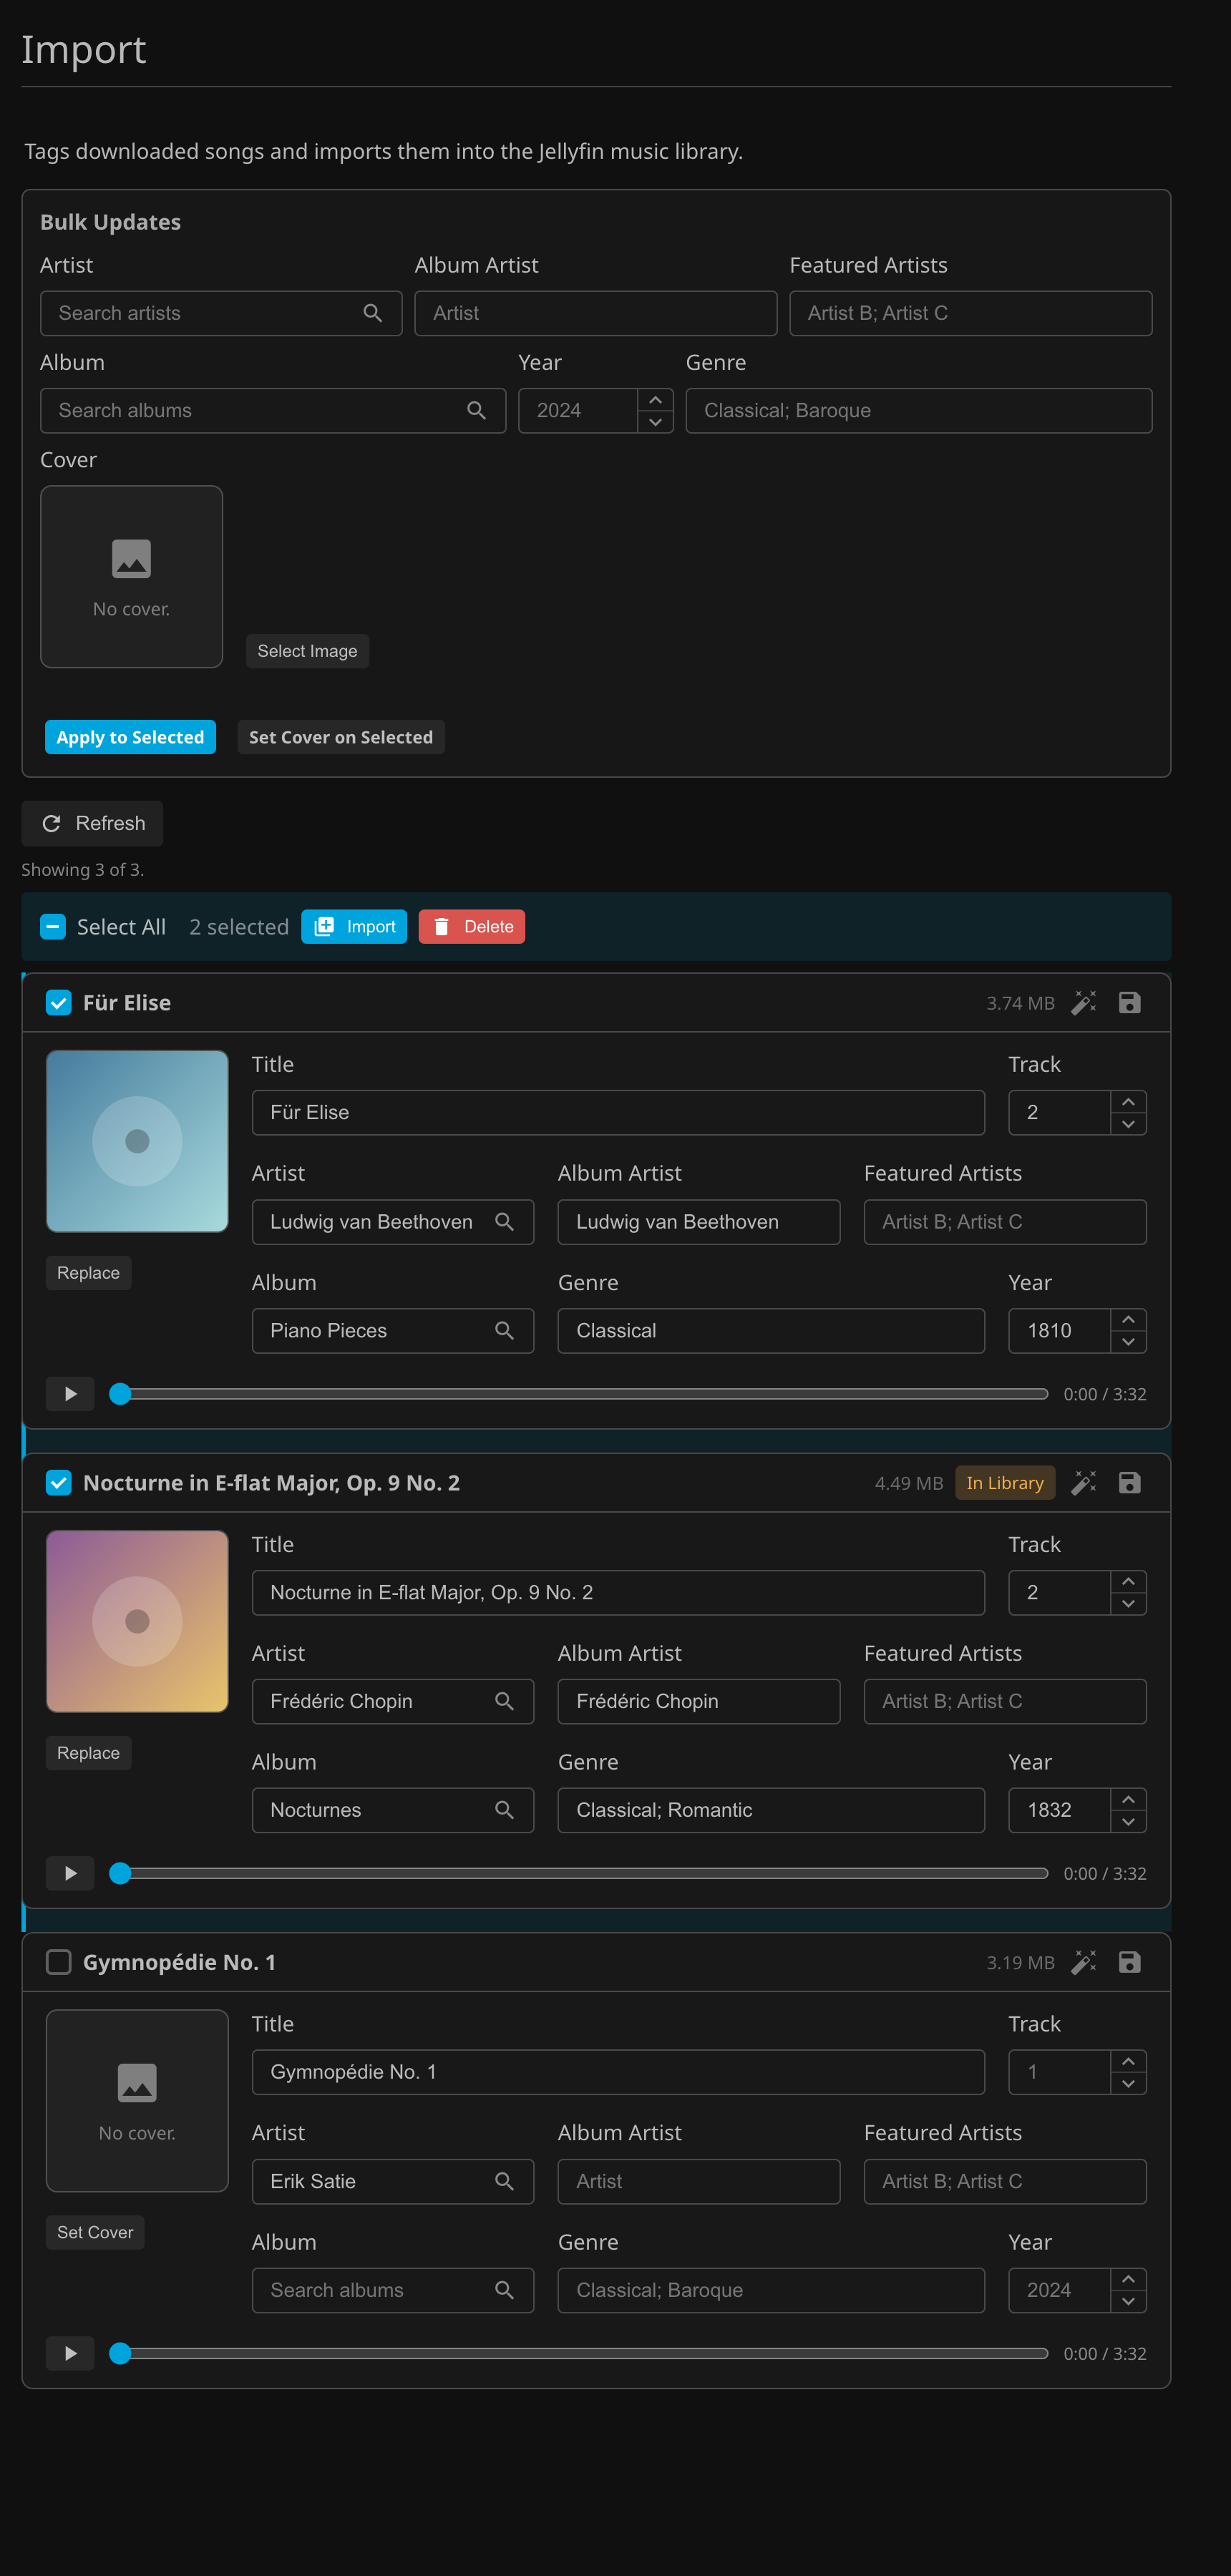 Import
Tags downloaded songs and imports them into the Jellyfin music library.
Bulk Updates
Artist Album Artist Featured Artists
Search artists Artist Artist B; Artist C
Album Year Genre
Search albums 2024 Classical; Baroque
Cover
No cover.
Select Image
Apply to Selected Set Cover on Selected
Refresh
Showing 3 of 3.
Select All 2 selected Import Delete
Für Elise 3.74 MB
Title Track
Für Elise 2
Artist Album Artist Featured Artists
Ludwig van Beethoven Ludwig van Beethoven Artist B; Artist C
Replace
Album Genre Year
Piano Pieces Classical 1810
0:00 / 3:32
Nocturne in E-flat Major, Op. 9 No. 2 4.49 MB In Library
Title Track
Nocturne in E-flat Major, Op. 9 No. 2 2
Artist Album Artist Featured Artists
Frédéric Chopin Frédéric Chopin Artist B; Artist C
Replace
Album Genre Year
Nocturnes Classical; Romantic 1832
0:00 / 3:32
Gymnopédie No. 1 3.19 MB
Title Track
Gymnopédie No. 1 1
No cover.
Artist Album Artist Featured Artists
Erik Satie Artist Artist B; Artist C
Set Cover
Album Genre Year
Search albums Classical; Baroque 2024
0:00 / 3:32